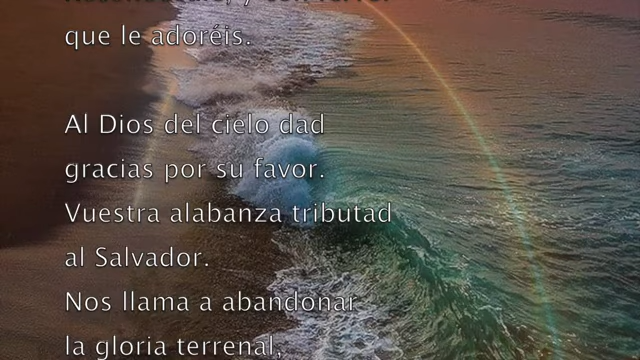 que le adoréis.
Al Dios del cielo dad
gracias por su favor.
Vuestra alabanza tributad
al Salvador.
Nos llama a abandonar
la gloria terrenal,